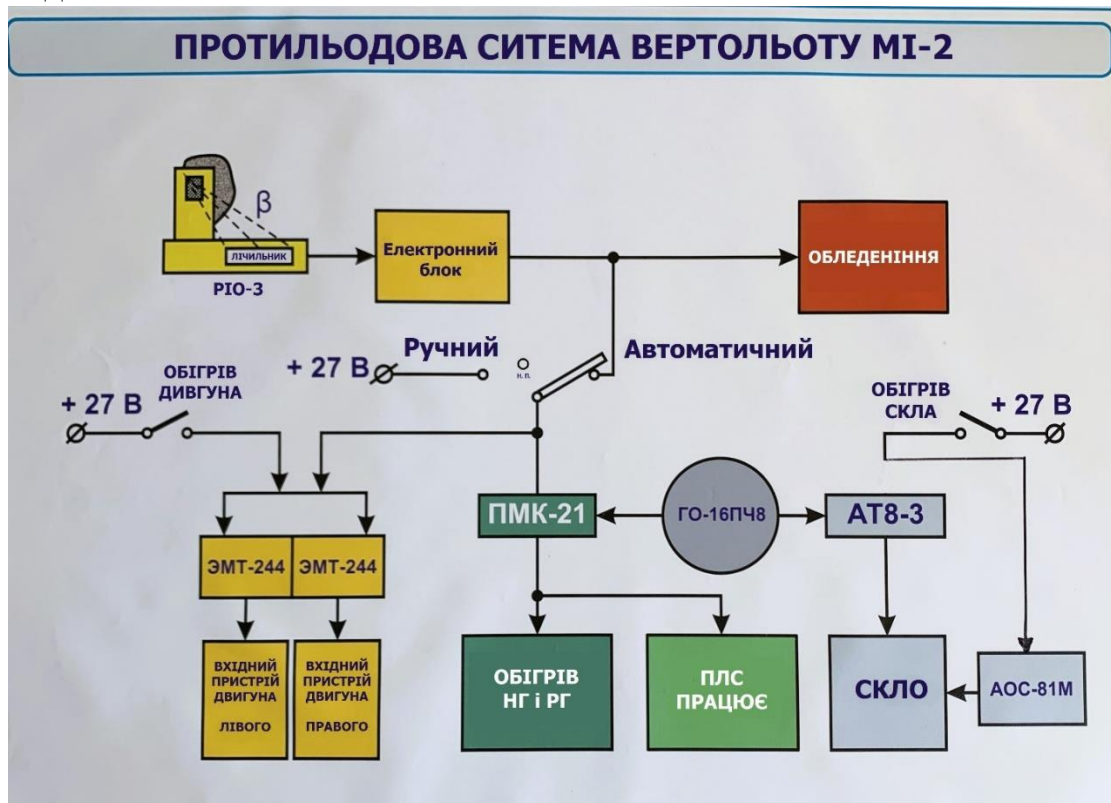 ПРОТИЛЬОДОВА СИТЕМА ВЕРТОЛЬОТУ МІ-2
β
ЛІЧИЛЬНИК
РІО-3
Електронний
блок
ОБЛЕДЕНІННЯ
+ 27 В
Ручний
н. п.
Автоматичний
ОБІГРІВ
ДИВГУНА
+ 27 В
ОБІГРІВ
СКЛА
+ 27 В
ПМК-21
ГО-16ПЧ8
АТ8-3
ЭМТ-244
ЭМТ-244
ВХІДНИЙ
ПРИСТРІЙ
ДВИГУНА
ЛІВОГО
ВХІДНИЙ
ПРИСТРІЙ
ДВИГУНА
ПРАВОГО
ОБІГРІВ
НГ і РГ
ПЛС
ПРАЦЮЄ
СКЛО
АОС-81М